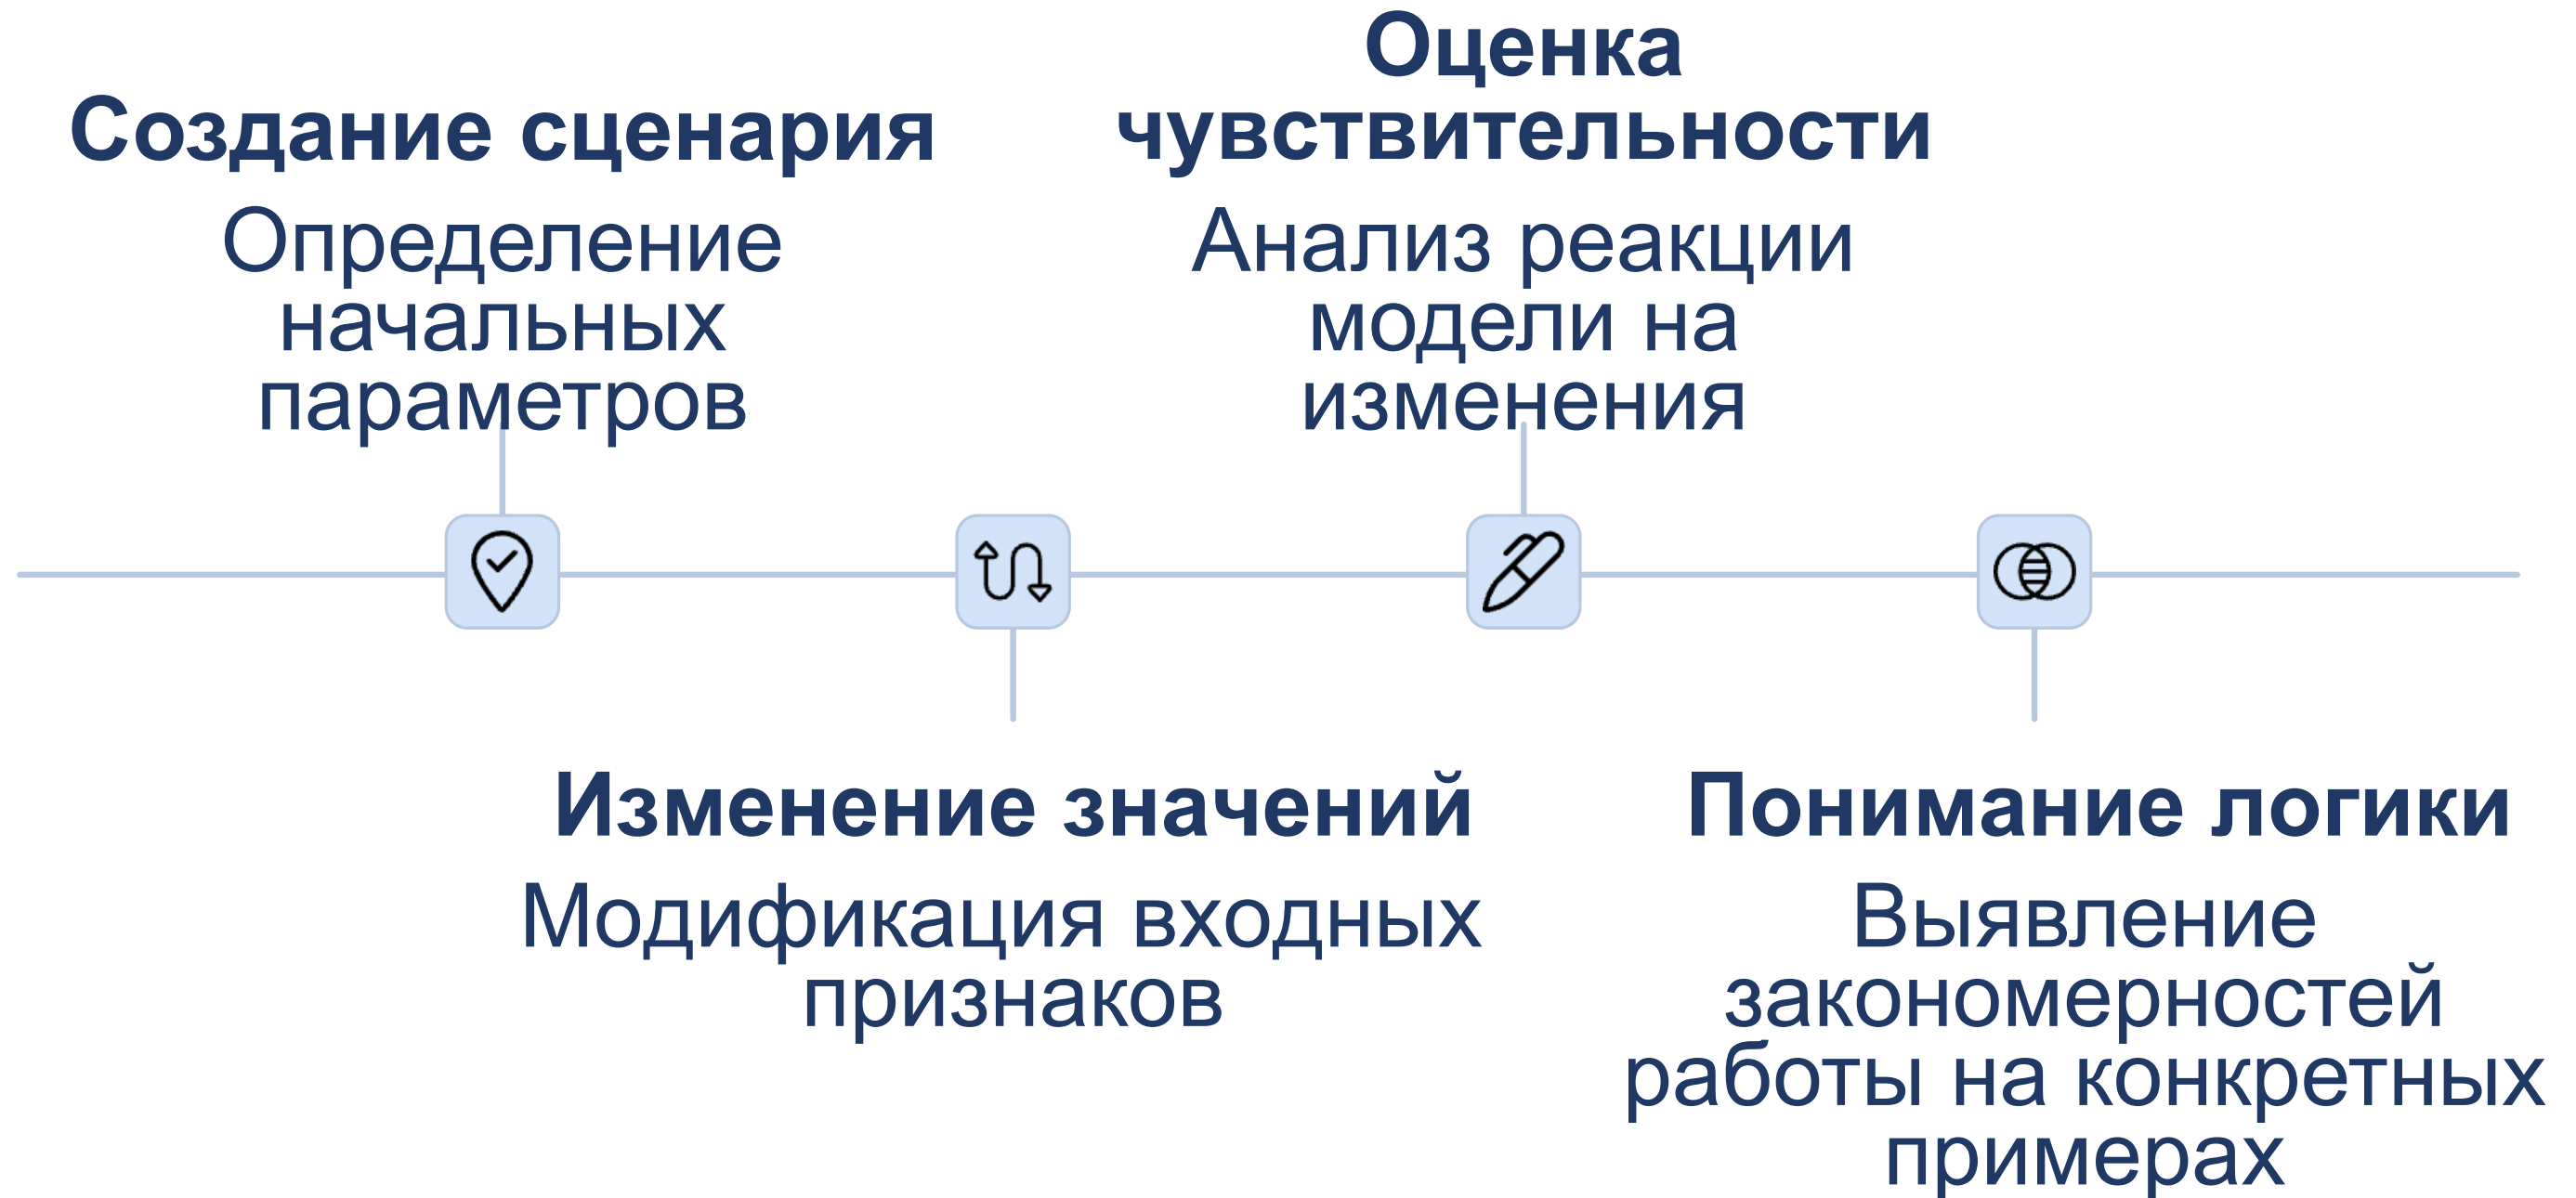 Создание сценария
Определение
начальных
параметров
Изменение значений
Модификация входных
признаков
Оценка
чувствительности
Анализ реакции
модели на
изменения
Понимание логики
Выявление
закономерностей
работы на конкретных
примерах